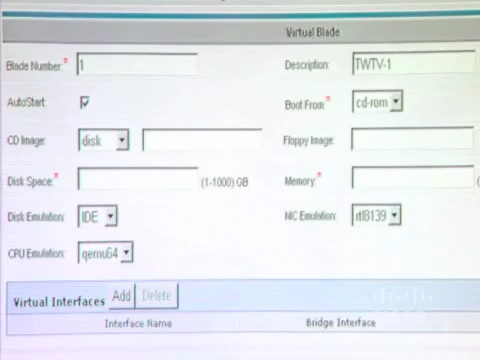 Virtual Blade
Blade Number:* 1 Description: TWTV-1
AutoStart: Boot From:* cd-rom
CD Image: disk Floppy Image:
Disk Space:* (1-1000) GB Memory:* (
Disk Emulation: IDE NIC Emulation: rtl8139
CPU Emulation: qemu64
Virtual Interfaces Add Delete
Interface Name Bridge Interface